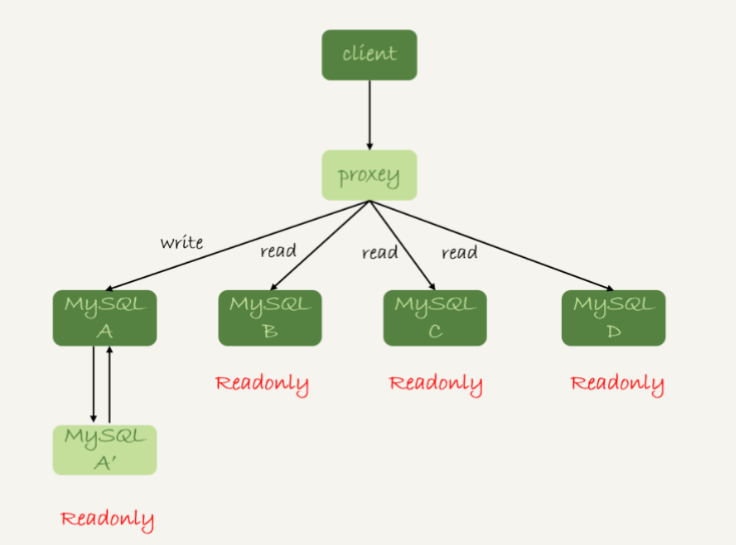 client
proxey
write
read
read
read
MySQL
A
MySQL
B
MySQL
C
MySQL
D
Readonly
Readonly
Readonly
MySQL
A'
Readonly